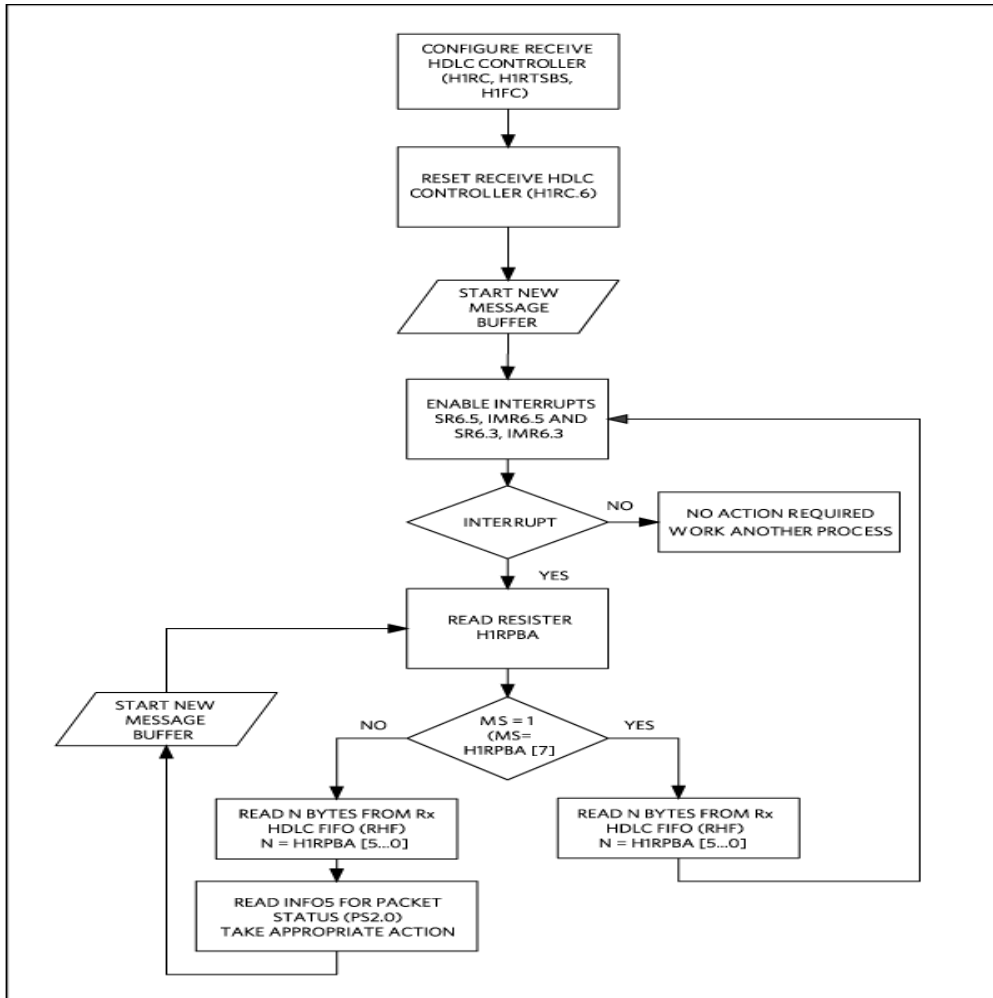 CONFIGURE RECEIVE
HDLC CONTROLLER
(H1RC, H1RTSBS,
H1FC)
RESET RECEIVE HDLC
CONTROLLER (H1RC.6)
START NEW
MESSAGE
BUFFER
ENABLE INTERRUPTS
SR6.5, IMR6.5 AND
SR6.3, IMR6.3
INTERRUPT
NO
NO ACTION REQUIRED
WORK ANOTHER PROCESS
YES
READ RESISTER
H1RPBA
START NEW
MESSAGE
BUFFER
NO
MS = 1
(MS=
H1RPBA [7]
YES
READ N BYTES FROM Rx
HDLC FIFO (RHF)
N = H1RPBA [5...0]
READ N BYTES FROM Rx
HDLC FIFO (RHF)
N = H1RPBA [5...0]
READ INFO5 FOR PACKET
STATUS (PS2.0)
TAKE APPROPRIATE ACTION